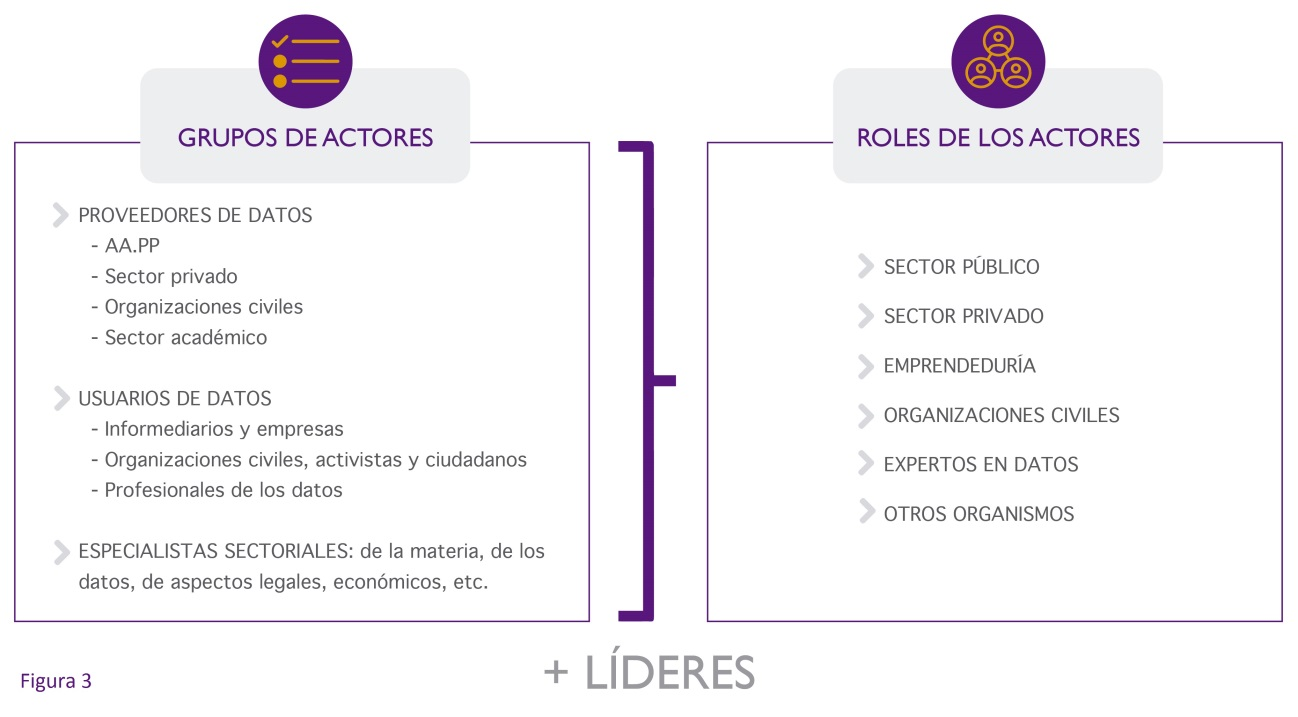 GRUPOS DE ACTORES
PROVEEDORES DE DATOS
- AA.PP
- Sector privado
- Organizaciones civiles
- Sector académico
USUARIOS DE DATOS
- Informediarios y empresas
- Organizaciones civiles, activistas y ciudadanos
- Profesionales de los datos
ESPECIALISTAS SECTORIALES: de la materia, de los
datos, de aspectos legales, económicos, etc.
ROLES DE LOS ACTORES
SECTOR PÚBLICO
SECTOR PRIVADO
EMPRENDEDURÍA
ORGANIZACIONES CIVILES
EXPERTOS EN DATOS
OTROS ORGANISMOS
+ LÍDERES
Figura 3